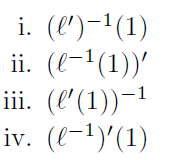 i. (ℓ′)⁻¹(1)
ii. (ℓ⁻¹(1))′
iii. (ℓ′(1))⁻¹
iv. (ℓ⁻¹)′(1)